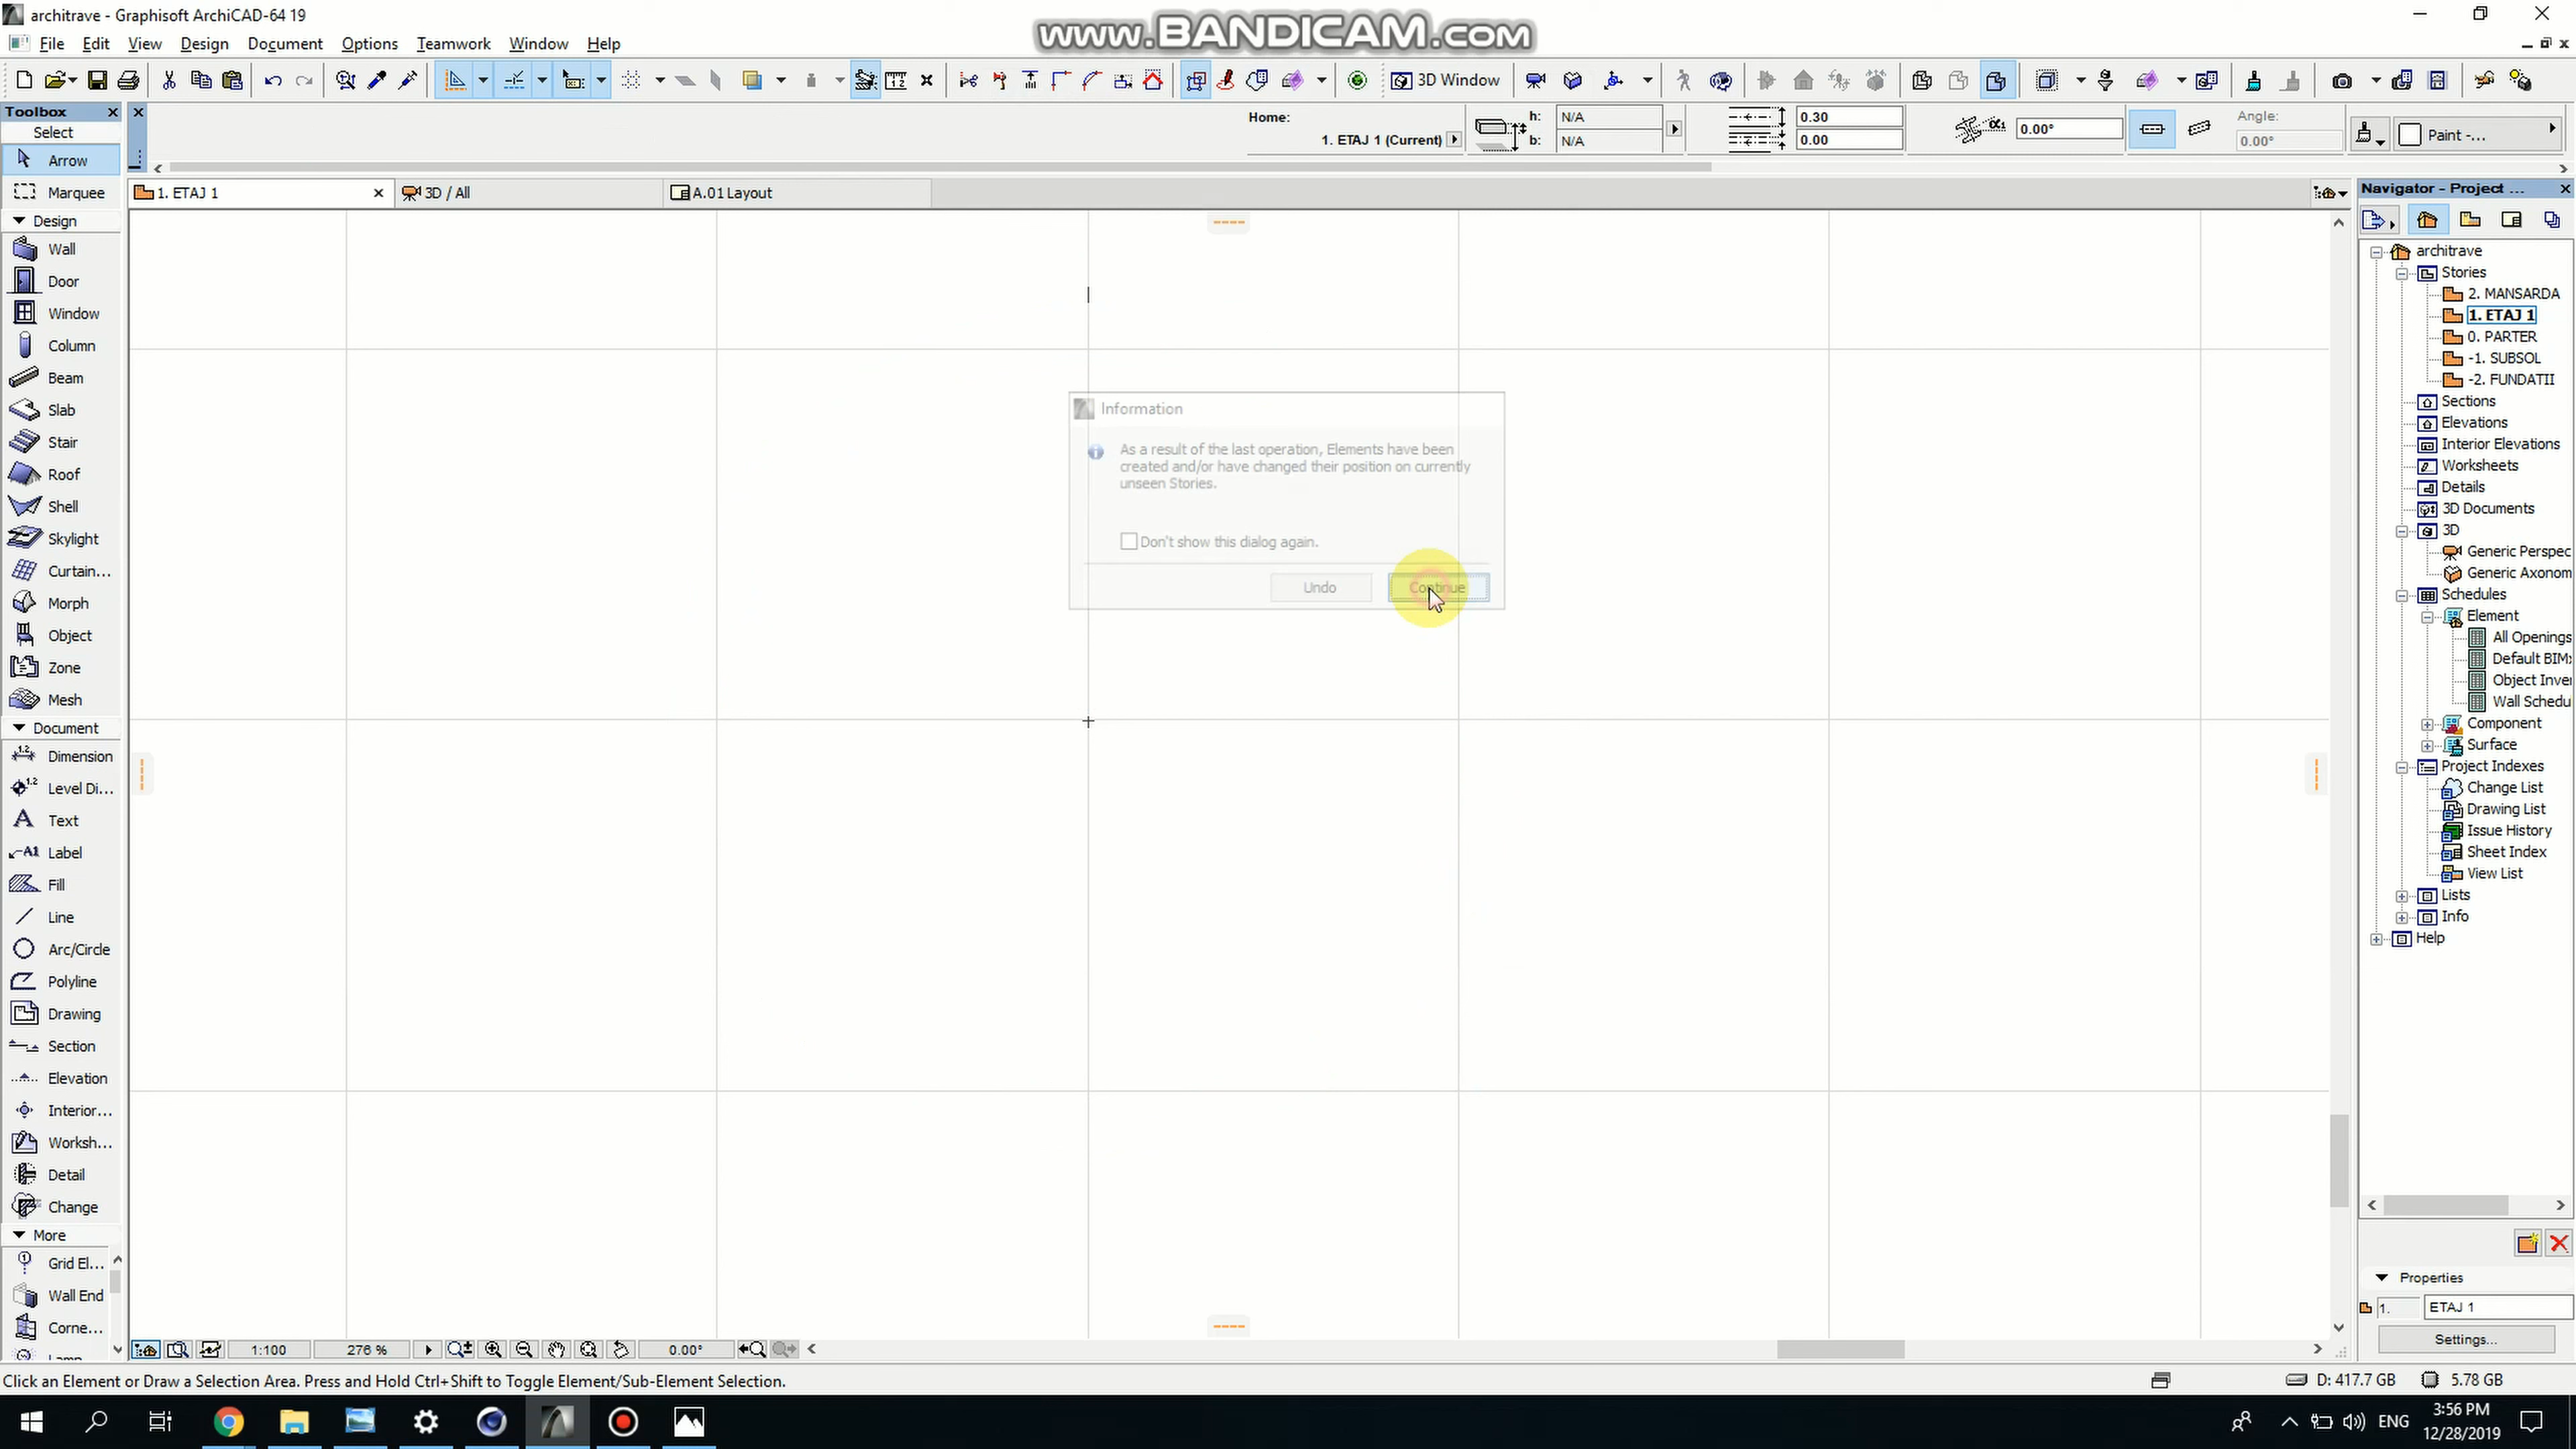 architrave - Graphisoft ArchiCAD-64 19
www.BANDICAM.com
File Edit View Design Document Options Teamwork Window Help
3D Window
Toolbox
Select
Arrow
Marquee
Design
Wall
Door
Window
Column
Beam
Slab
Stair
Roof
Shell
Skylight
Curtain...
Morph
Object
Zone
Mesh
Document
Dimension
Level Di...
Text
Label
Fill
Line
Arc/Circle
Polyline
Drawing
Section
Elevation
Interior...
Worksh...
Detail
Change
More
Grid El...
Wall End
Corne...
Home:
1. ETAJ 1 (Current)
h: N/A
b: N/A
0.30
0.00
α1 0.00°
Angle:
0.00°
Paint -...
1. ETAJ 1
3D / All
A.01 Layout
Information
As a result of the last operation, Elements have been
created and/or have changed their position on currently
unseen Stories.
Don't show this dialog again.
Undo Continue
Navigator - Project ...
architrave
Stories
2. MANSARDA
1. ETAJ 1
0. PARTER
-1. SUBSOL
-2. FUNDATII
Sections
Elevations
Interior Elevations
Worksheets
Details
3D Documents
3D
Generic Perspec
Generic Axonom
Schedules
Element
All Openings
Default BIM
Object Inve
Wall Schedu
Component
Surface
Project Indexes
Change List
Drawing List
Issue History
Sheet Index
View List
Lists
Info
Help
Properties
1. ETAJ 1
Settings...
1:100 276 % 0.00°
Click an Element or Draw a Selection Area. Press and Hold Ctrl+Shift to Toggle Element/Sub-Element Selection.
D: 417.7 GB 5.78 GB
ENG
3:56 PM
12/28/2019